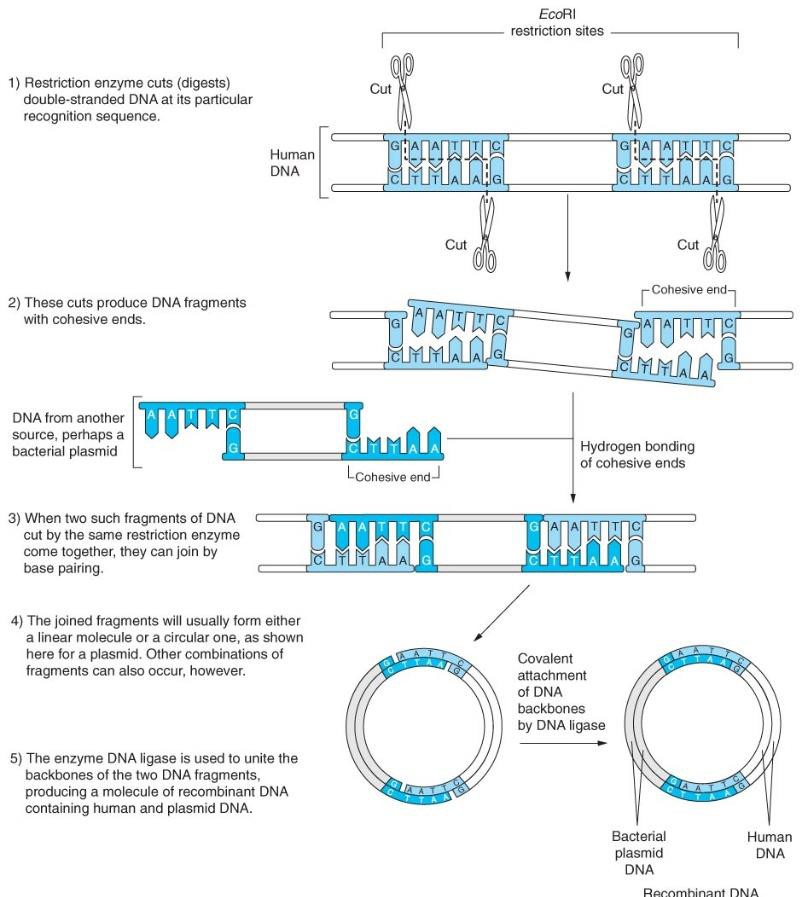 EcoRI
restriction sites
1) Restriction enzyme cuts (digests)
double-stranded DNA at its particular
recognition sequence.
Cut
Cut
Human
DNA
G A A T T C
G A A T T C
C T T A A G
C T T A A G
Cut
Cut
2) These cuts produce DNA fragments
with cohesive ends.
Cohesive end
G A A T T C
G A A T T C
C T T A A G
C T T A A G
DNA from another
source, perhaps a
bacterial plasmid
A A T T C
G
G
C T T A A
Cohesive end
Hydrogen bonding
of cohesive ends
3) When two such fragments of DNA
cut by the same restriction enzyme
come together, they can join by
base pairing.
G A A T T C
G A A T T C
C T T A A G
C T T A A G
4) The joined fragments will usually form either
a linear molecule or a circular one, as shown
here for a plasmid. Other combinations of
fragments can also occur, however.
G A A T T C
C T T A A G
G A A T T C
C T T A A G
Covalent
attachment
of DNA
backbones
by DNA ligase
G A A T T C
C T T A A G
G A A T T C
C T T A A G
5) The enzyme DNA ligase is used to unite the
backbones of the two DNA fragments,
producing a molecule of recombinant DNA
containing human and plasmid DNA.
Bacterial
plasmid
DNA
Human
DNA
Recombinant DNA